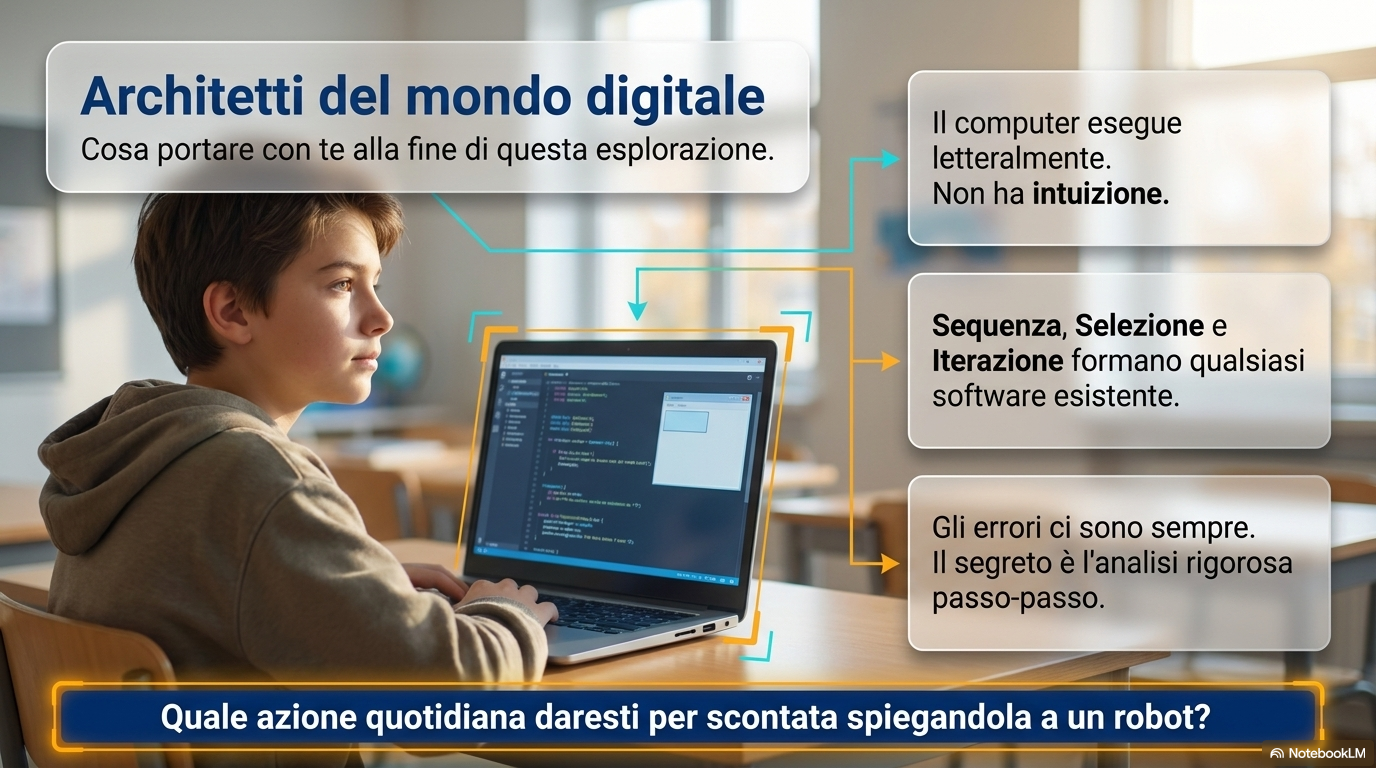 Architetti del mondo digitale
Cosa portare con te alla fine di questa esplorazione.
Il computer esegue
letteralmente.
Non ha intuizione.
Sequenza, Selezione e
Iterazione formano qualsiasi
software esistente.
Gli errori ci sono sempre.
Il segreto è l'analisi rigorosa
passo-passo.
Quale azione quotidiana daresti per scontata spiegandola a un robot?
NotebookLM